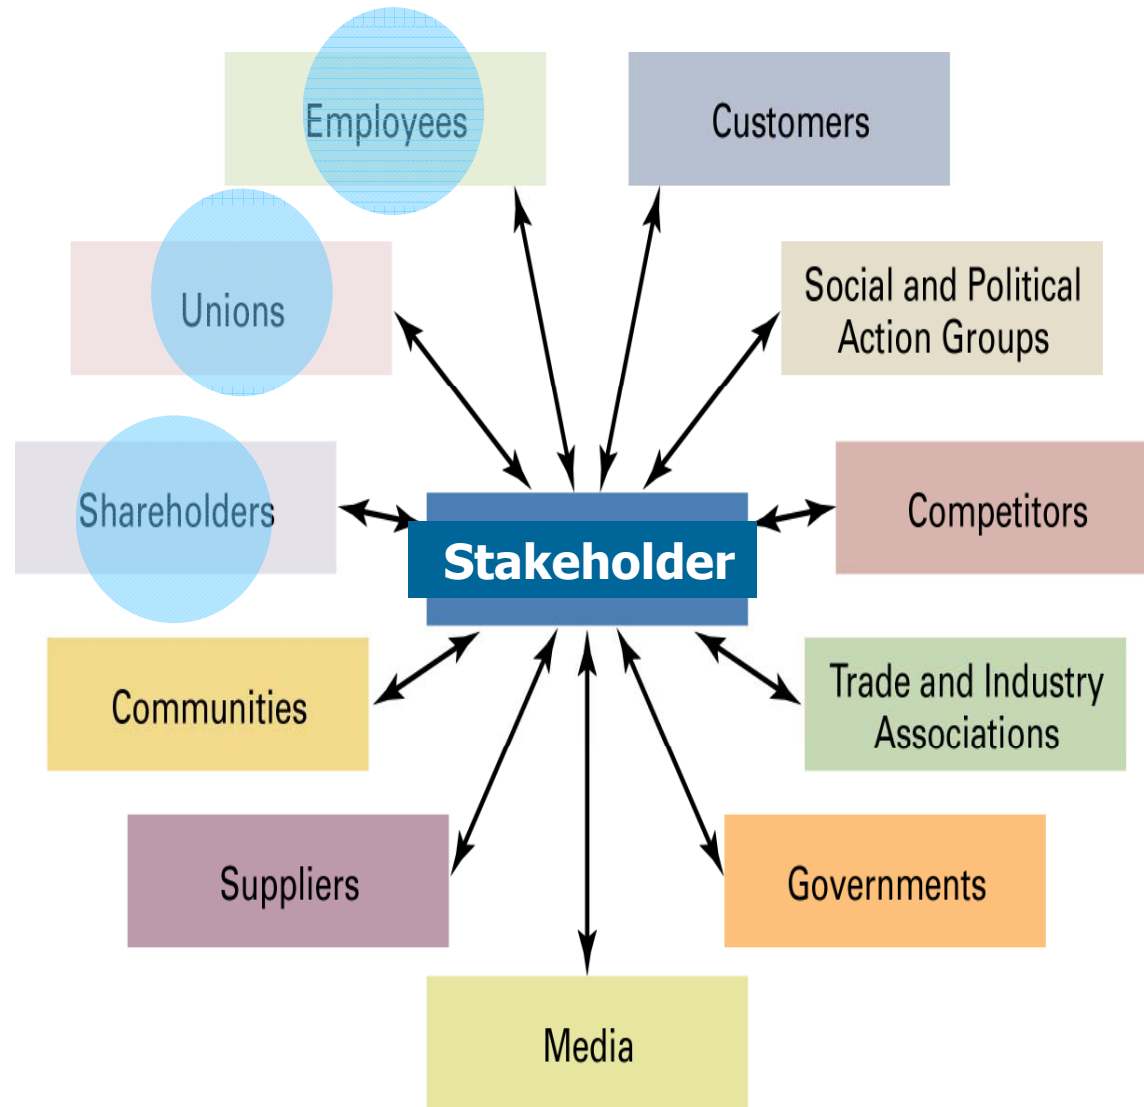 Employees
Customers
Unions
Social and Political
Action Groups
Shareholders
Competitors
Stakeholder
Communities
Trade and Industry
Associations
Suppliers
Governments
Media